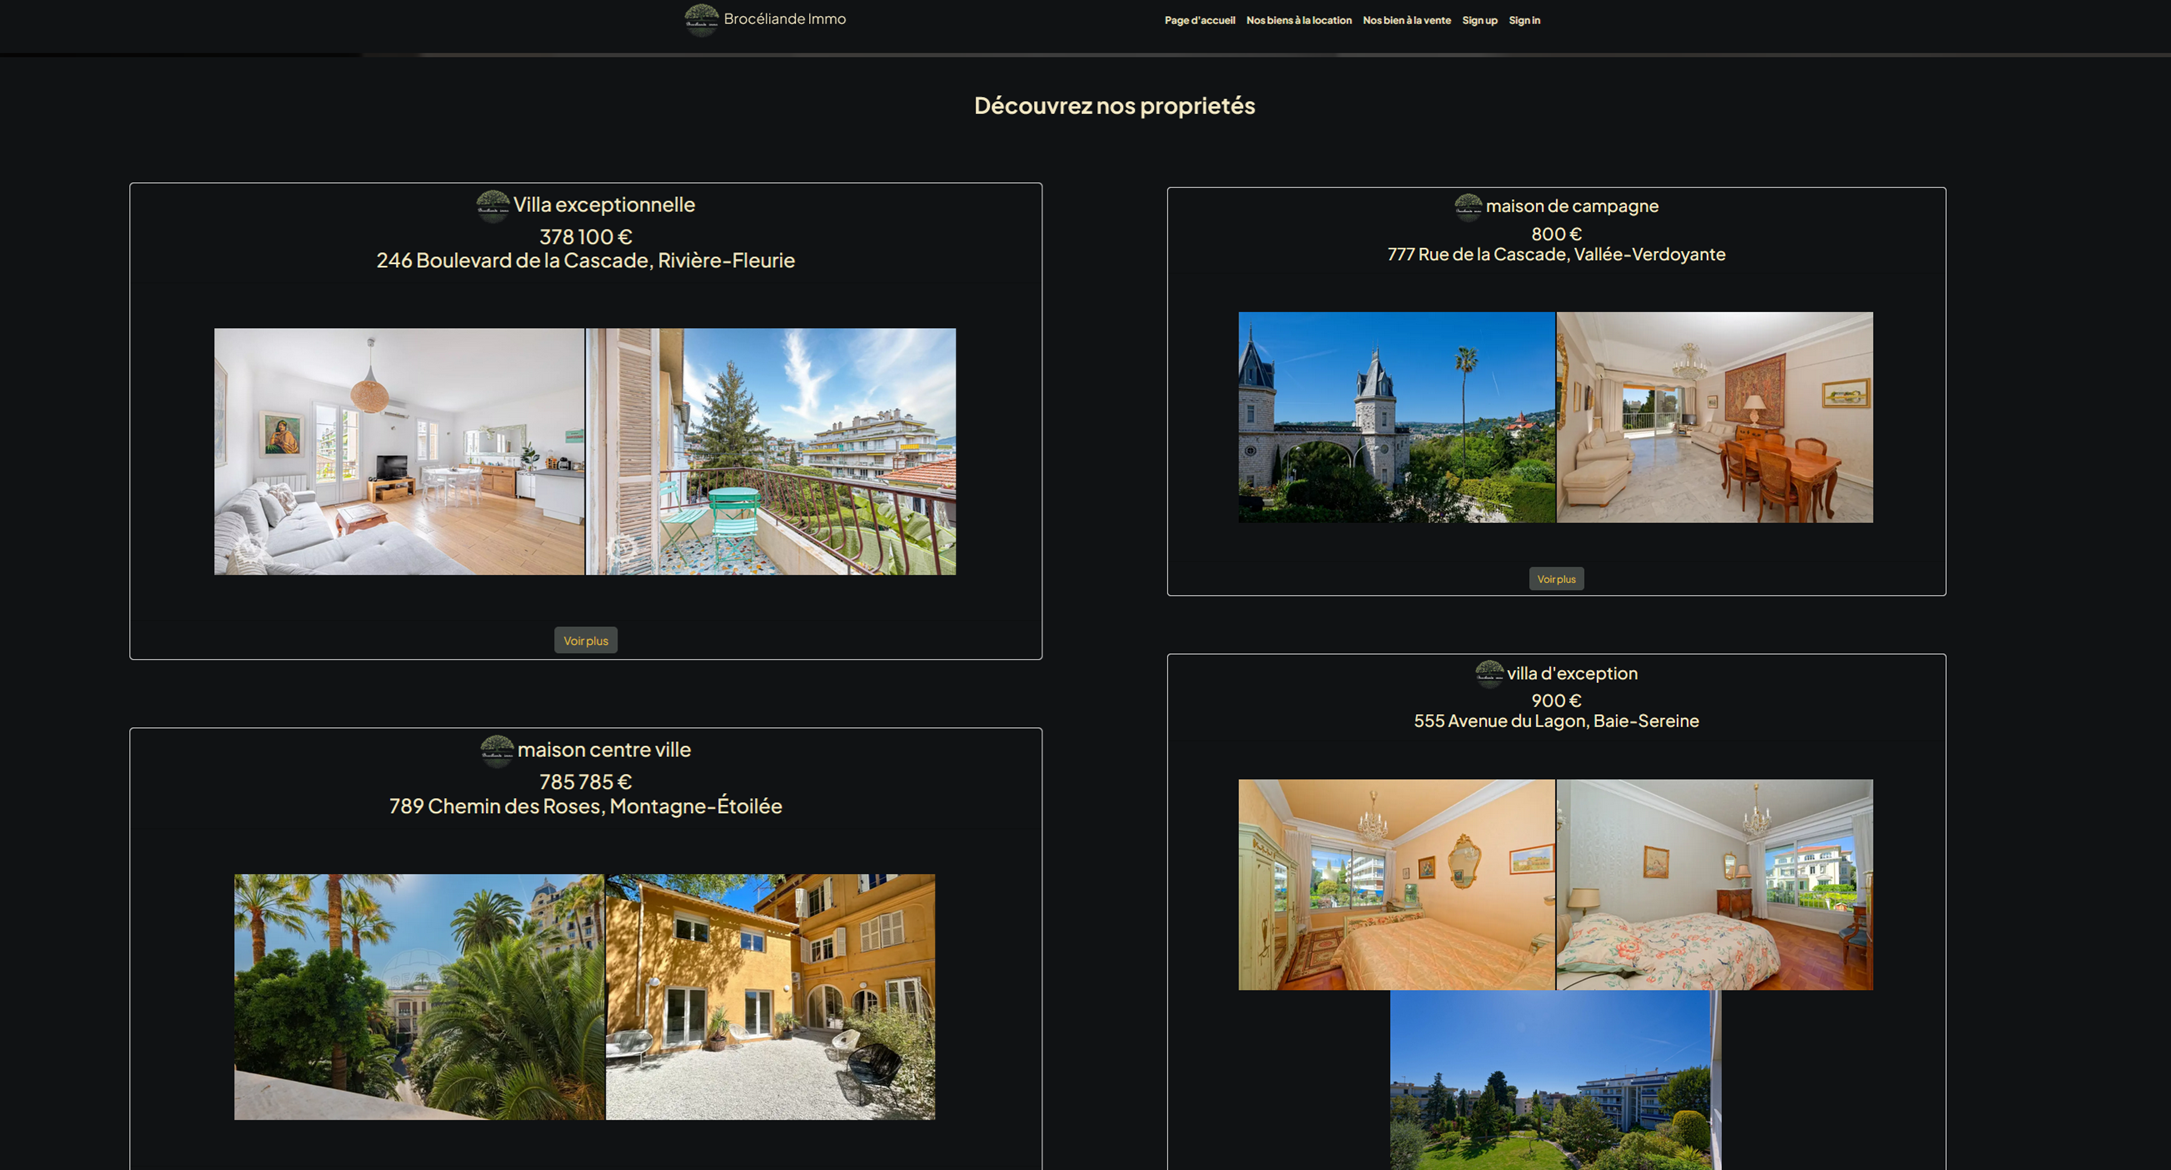 Brocéliande Immo
Page d'accueil Nos biens à la location Nos bien à la vente Sign up Sign in
Découvrez nos proprietés
Villa exceptionnelle
378 100 €
246 Boulevard de la Cascade, Rivière-Fleurie
Voir plus
maison centre ville
785 785 €
789 Chemin des Roses, Montagne-Étoilée
maison de campagne
800 €
777 Rue de la Cascade, Vallée-Verdoyante
Voir plus
villa d'exception
900 €
555 Avenue du Lagon, Baie-Sereine